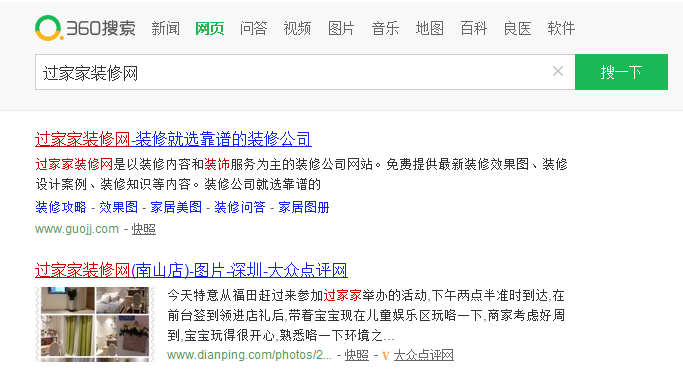 360搜索 新闻 网页 问答 视频 图片 音乐 地图 百科 良医 软件
过家家装修网 × 搜一下
过家家装修网-装修就选靠谱的装修公司
过家家装修网是以装修内容和装饰服务为主的装修公司网站。免费提供最新装修效果图、装修
设计案例、装修知识等内容。装修公司就选靠谱的
装修攻略 - 效果图 - 家居美图 - 装修问答 - 家居图册
www.guojj.com - 快照
过家家装修网(南山店)-图片-深圳-大众点评网
今天特意从福田赶过来参加过家家举办的活动,下午两点半准时到达,在
前台签到领进店礼后,带着宝宝现在儿童娱乐区玩咯一下,商家考虑好周
到,宝宝玩得很开心,熟悉咯一下环境之...
www.dianping.com/photos/2... - 快照 - V 大众点评网